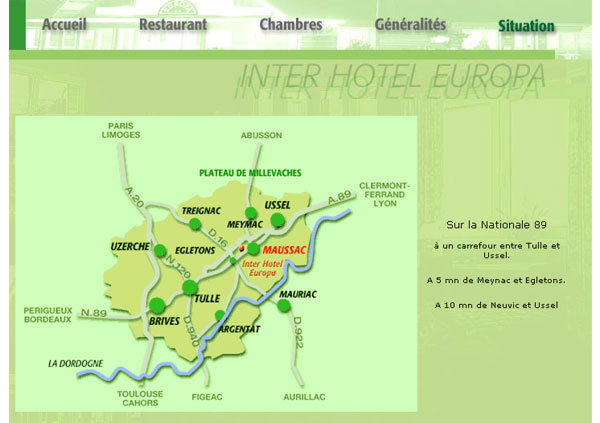 Accueil Restaurant Chambres Généralités Situation
INTER HOTEL EUROPA
INTER HOTEL EUROPA
PARIS
LIMOGES
ABUSSON
PLATEAU DE MILLEVACHES
CLERMONT-
FERRAND
LYON
A.20
A.89
TREIGNAC
USSEL
MEYMAC
D.16
UZERCHE
EGLETONS
MAUSSAC
N.120
Inter Hotel
Europa
PERIGUEUX
BORDEAUX
N.89
TULLE
MAURIAC
BRIVES
D.940
ARGENTAT
D.922
LA DORDOGNE
TOULOUSE
CAHORS
FIGEAC
AURILLAC
Sur la Nationale 89
à un carrefour entre Tulle et
Ussel.
A 5 mn de Meynac et Egletons.
A 10 mn de Neuvic et Ussel